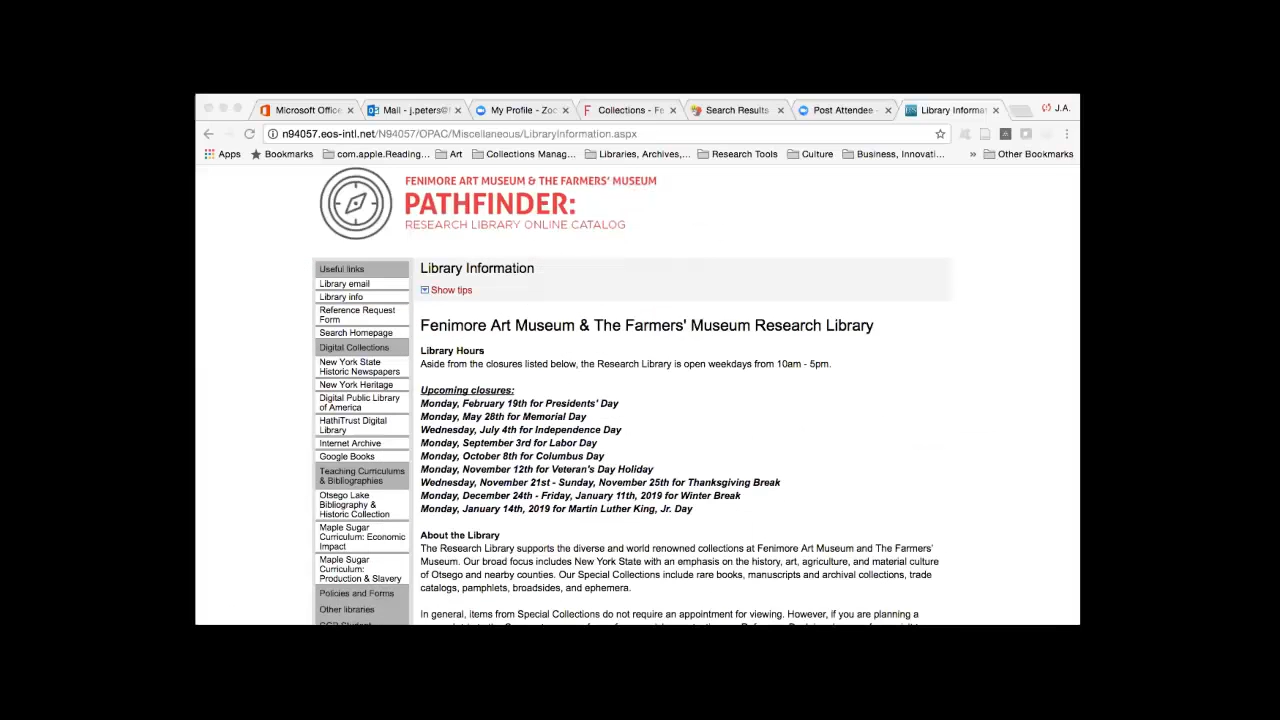 Microsoft Office
Mail - j.peters@
My Profile - Zoo
Collections - Fe
Search Results
Post Attendee -
Library Informat
J.A.
n94057.eos-intl.net/N94057/OPAC/Miscellaneous/LibraryInformation.aspx
Apps
Bookmarks
com.apple.Reading...
Art
Collections Manag...
Libraries, Archives,...
Research Tools
Culture
Business, Innovati...
»
Other Bookmarks
FENIMORE ART MUSEUM & THE FARMERS' MUSEUM
PATHFINDER:
RESEARCH LIBRARY ONLINE CATALOG
Useful links
Library email
Library info
Reference Request
Form
Search Homepage
Digital Collections
New York State
Historic Newspapers
New York Heritage
Digital Public Library
of America
HathiTrust Digital
Library
Internet Archive
Google Books
Teaching Curriculums
& Bibliographies
Otsego Lake
Bibliography &
Historic Collection
Maple Sugar
Curriculum: Economic
Impact
Maple Sugar
Curriculum:
Production & Slavery
Policies and Forms
Other libraries
Library Information
Show tips
Fenimore Art Museum & The Farmers' Museum Research Library
Library Hours
Aside from the closures listed below, the Research Library is open weekdays from 10am - 5pm.
Upcoming closures:
Monday, February 19th for Presidents' Day
Monday, May 28th for Memorial Day
Wednesday, July 4th for Independence Day
Monday, September 3rd for Labor Day
Monday, October 8th for Columbus Day
Monday, November 12th for Veteran's Day Holiday
Wednesday, November 21st - Sunday, November 25th for Thanksgiving Break
Monday, December 24th - Friday, January 11th, 2019 for Winter Break
Monday, January 14th, 2019 for Martin Luther King, Jr. Day
About the Library
The Research Library supports the diverse and world renowned collections at Fenimore Art Museum and The Farmers'
Museum. Our broad focus includes New York State with an emphasis on the history, art, agriculture, and material culture
of Otsego and nearby counties. Our Special Collections include rare books, manuscripts and archival collections, trade
catalogs, pamphlets, broadsides, and ephemera.
In general, items from Special Collections do not require an appointment for viewing. However, if you are planning a